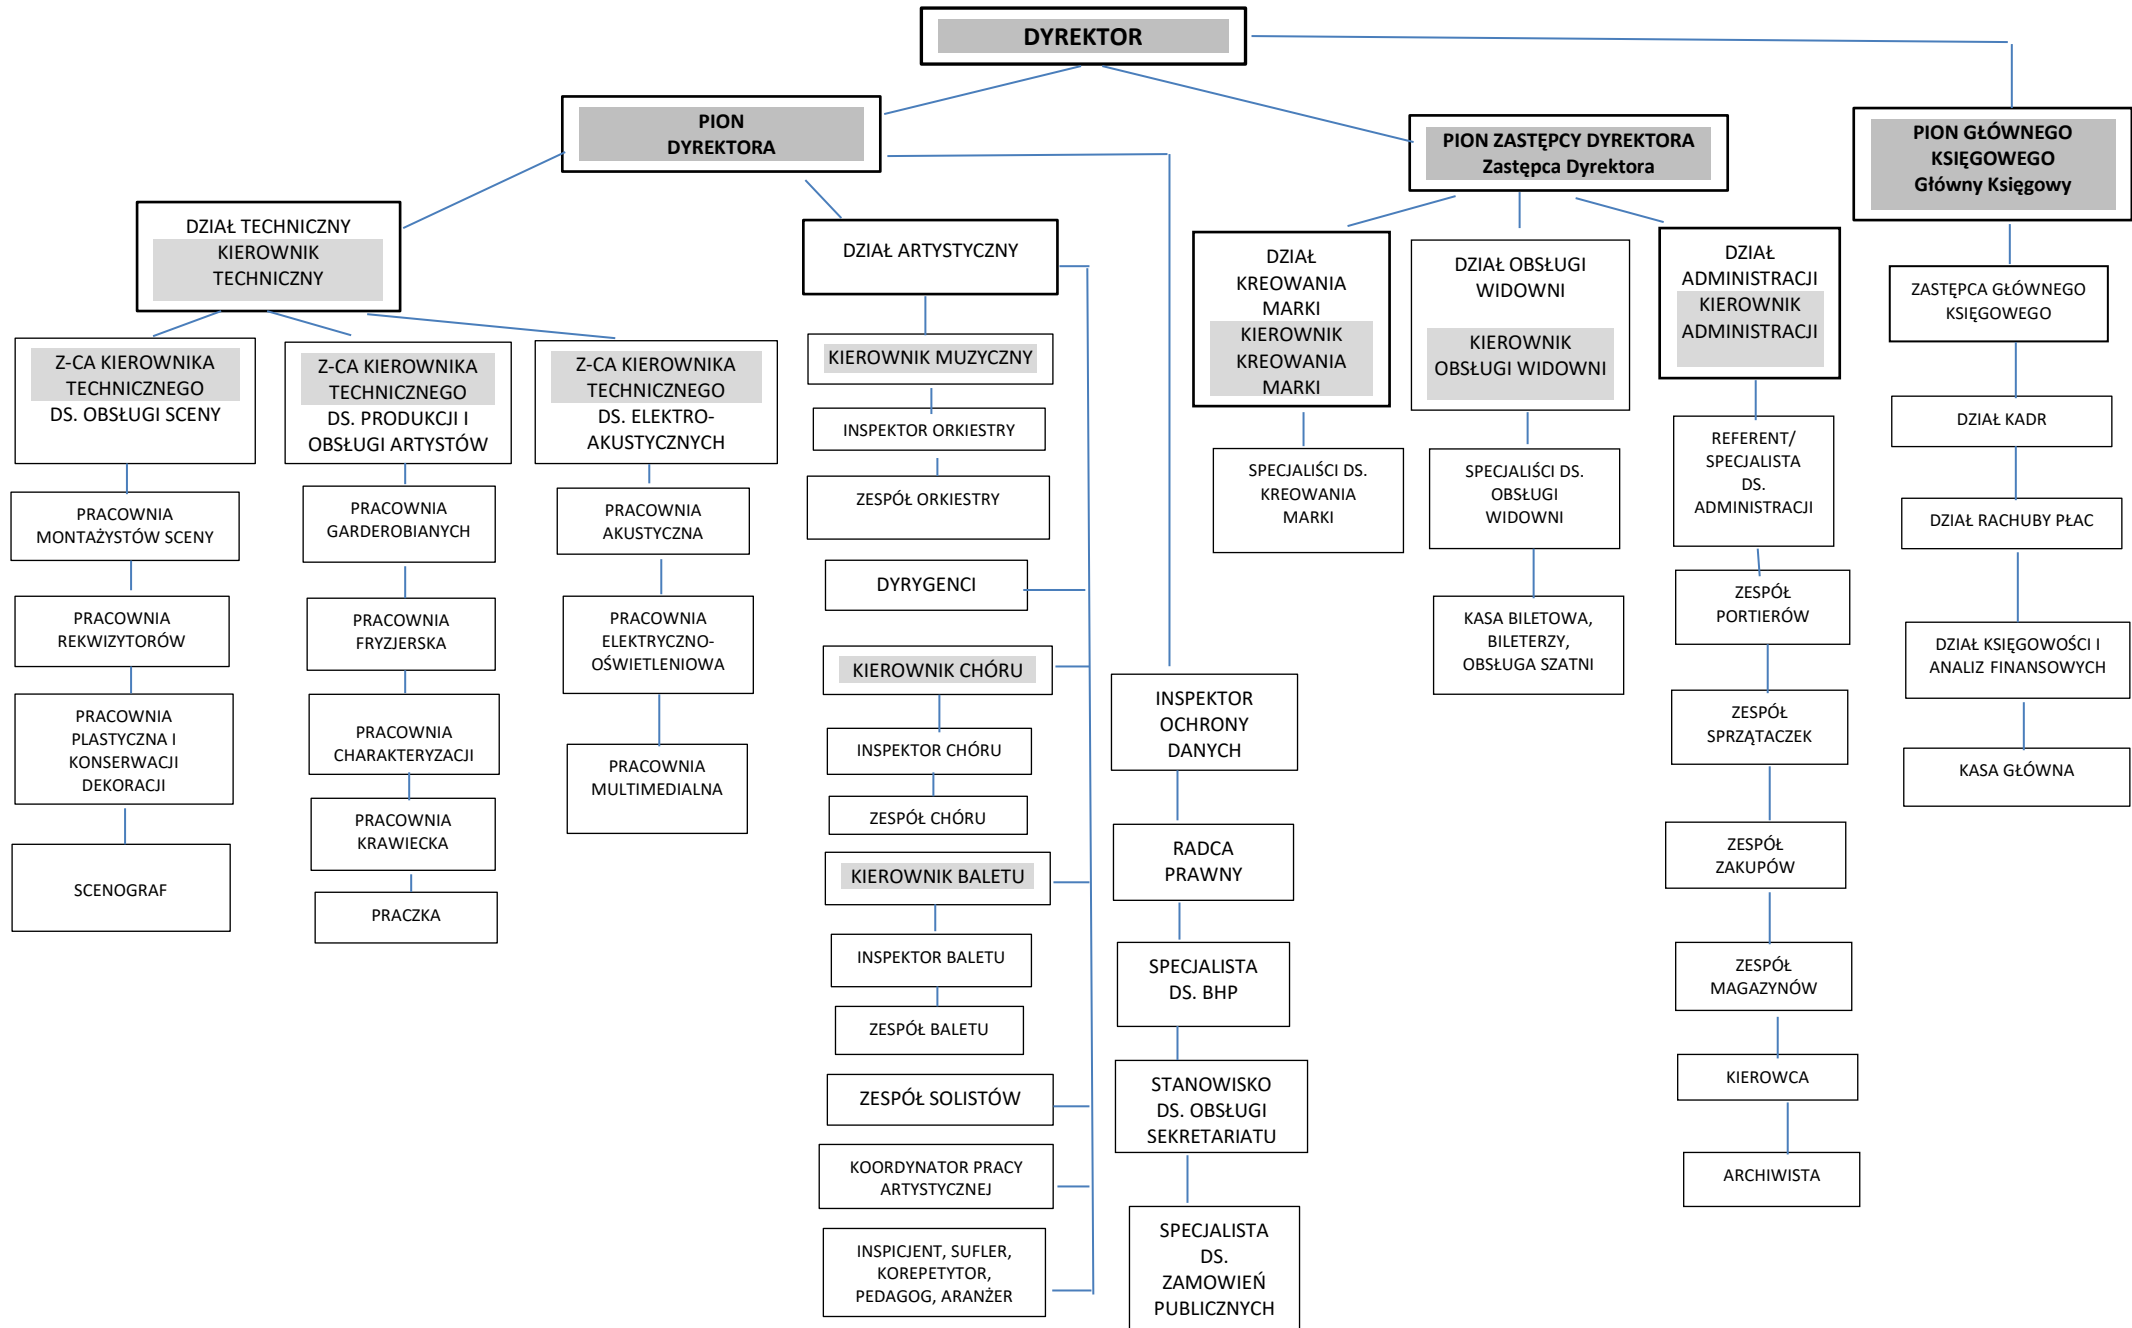 DYREKTOR
PION
DYREKTORA
PION ZASTĘPCY DYREKTORA
Zastępca Dyrektora
PION GŁÓWNEGO
KSIĘGOWEGO
Główny Księgowy
DZIAŁ TECHNICZNY
KIEROWNIK
TECHNICZNY
Z-CA KIEROWNIKA
TECHNICZNEGO
DS. OBSŁUGI SCENY
PRACOWNIA
MONTAŻYSTÓW SCENY
PRACOWNIA
REKWIZYTORÓW
PRACOWNIA
PLASTYCZNA I
KONSERWACJI
DEKORACJI
SCENOGRAF
Z-CA KIEROWNIKA
TECHNICZNEGO
DS. PRODUKCJI I
OBSŁUGI ARTYSTÓW
PRACOWNIA
GARDEROBIANYCH
PRACOWNIA
FRYZJERSKA
PRACOWNIA
CHARAKTERYZACJI
PRACOWNIA
KRAWIECKA
PRACZKA
Z-CA KIEROWNIKA
TECHNICZNEGO
DS. ELEKTRO-
AKUSTYCZNYCH
PRACOWNIA
AKUSTYCZNA
PRACOWNIA
ELEKTRYCZNO-
OŚWIETLENIOWA
PRACOWNIA
MULTIMEDIALNA
DZIAŁ ARTYSTYCZNY
KIEROWNIK MUZYCZNY
INSPEKTOR ORKIESTRY
ZESPÓŁ ORKIESTRY
DYRYGENCI
KIEROWNIK CHÓRU
INSPEKTOR CHÓRU
ZESPÓŁ CHÓRU
KIEROWNIK BALETU
INSPEKTOR BALETU
ZESPÓŁ BALETU
ZESPÓŁ SOLISTÓW
KOORDYNATOR PRACY
ARTYSTYCZNEJ
INSPICJENT, SUFLER,
KOREPETYTOR,
PEDAGOG, ARANŻER
INSPEKTOR
OCHRONY
DANYCH
RADCA
PRAWNY
SPECJALISTA
DS. BHP
STANOWISKO
DS. OBSŁUGI
SEKRETARIATU
SPECJALISTA
DS.
ZAMOWIEŃ
PUBLICZNYCH
DZIAŁ
KREOWANIA
MARKI
KIEROWNIK
KREOWANIA
MARKI
SPECJALIŚCI DS.
KREOWANIA
MARKI
DZIAŁ OBSŁUGI
WIDOWNI
KIEROWNIK
OBSŁUGI WIDOWNI
SPECJALIŚCI DS.
OBSŁUGI
WIDOWNI
KASA BILETOWA,
BILETERZY,
OBSŁUGA SZATNI
DZIAŁ
ADMINISTRACJI
KIEROWNIK
ADMINISTRACJI
REFERENT/
SPECJALISTA
DS.
ADMINISTRACJI
ZESPÓŁ
PORTIERÓW
ZESPÓŁ
SPRZĄTACZEK
ZESPÓŁ
ZAKUPÓW
ZESPÓŁ
MAGAZYNÓW
KIEROWCA
ARCHIWISTA
ZASTĘPCA GŁÓWNEGO
KSIĘGOWEGO
DZIAŁ KADR
DZIAŁ RACHUBY PŁAC
DZIAŁ KSIĘGOWOŚCI I
ANALIZ FINANSOWYCH
KASA GŁÓWNA